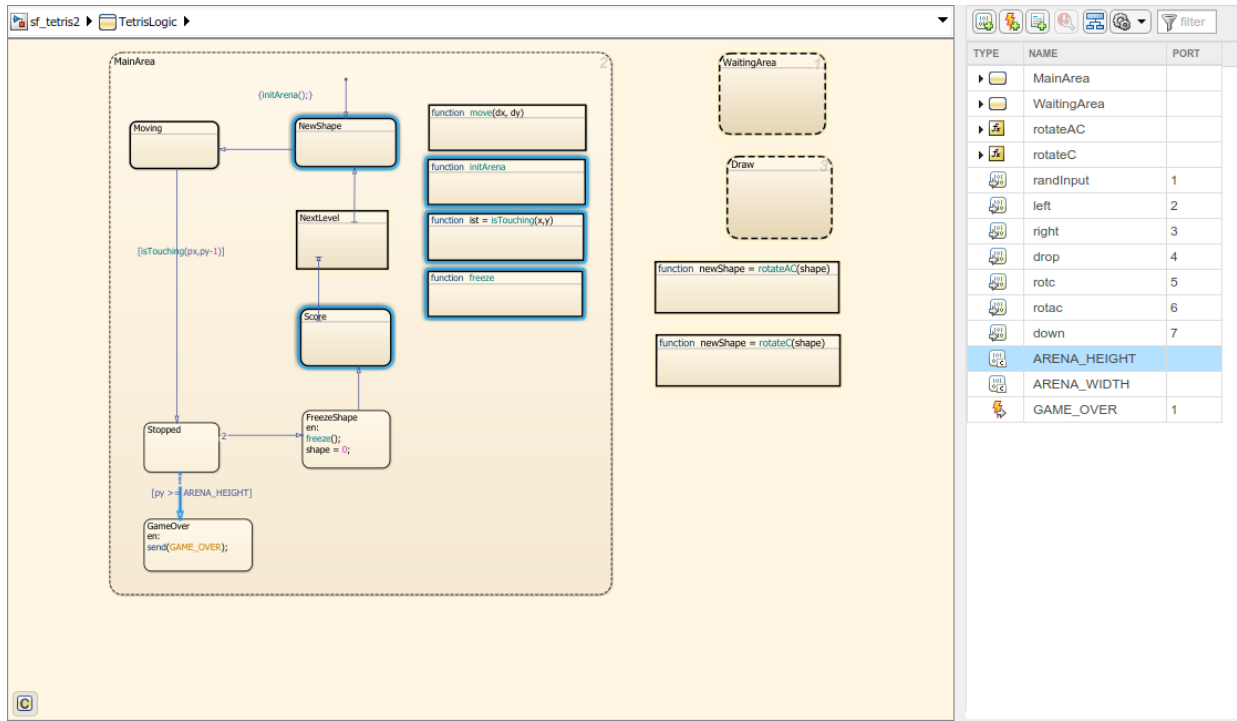 sf_tetris2 TetrisLogic
MainArea
2
{initArena();}
Moving
NewShape
function move(dx, dy)
function initArena
NextLevel
function ist = isTouching(x,y)
[isTouching(px,py-1)]
function freeze
Score
Stopped
2
FreezeShape
en:
freeze();
shape = 0;
1
[py >= ARENA_HEIGHT]
GameOver
en:
send(GAME_OVER);
WaitingArea
1
Draw
3
function newShape = rotateAC(shape)
function newShape = rotateC(shape)
C
filter
TYPE NAME PORT
MainArea
WaitingArea
fx rotateAC
fx rotateC
randInput 1
left 2
right 3
drop 4
rotc 5
rotac 6
down 7
ARENA_HEIGHT
ARENA_WIDTH
GAME_OVER 1